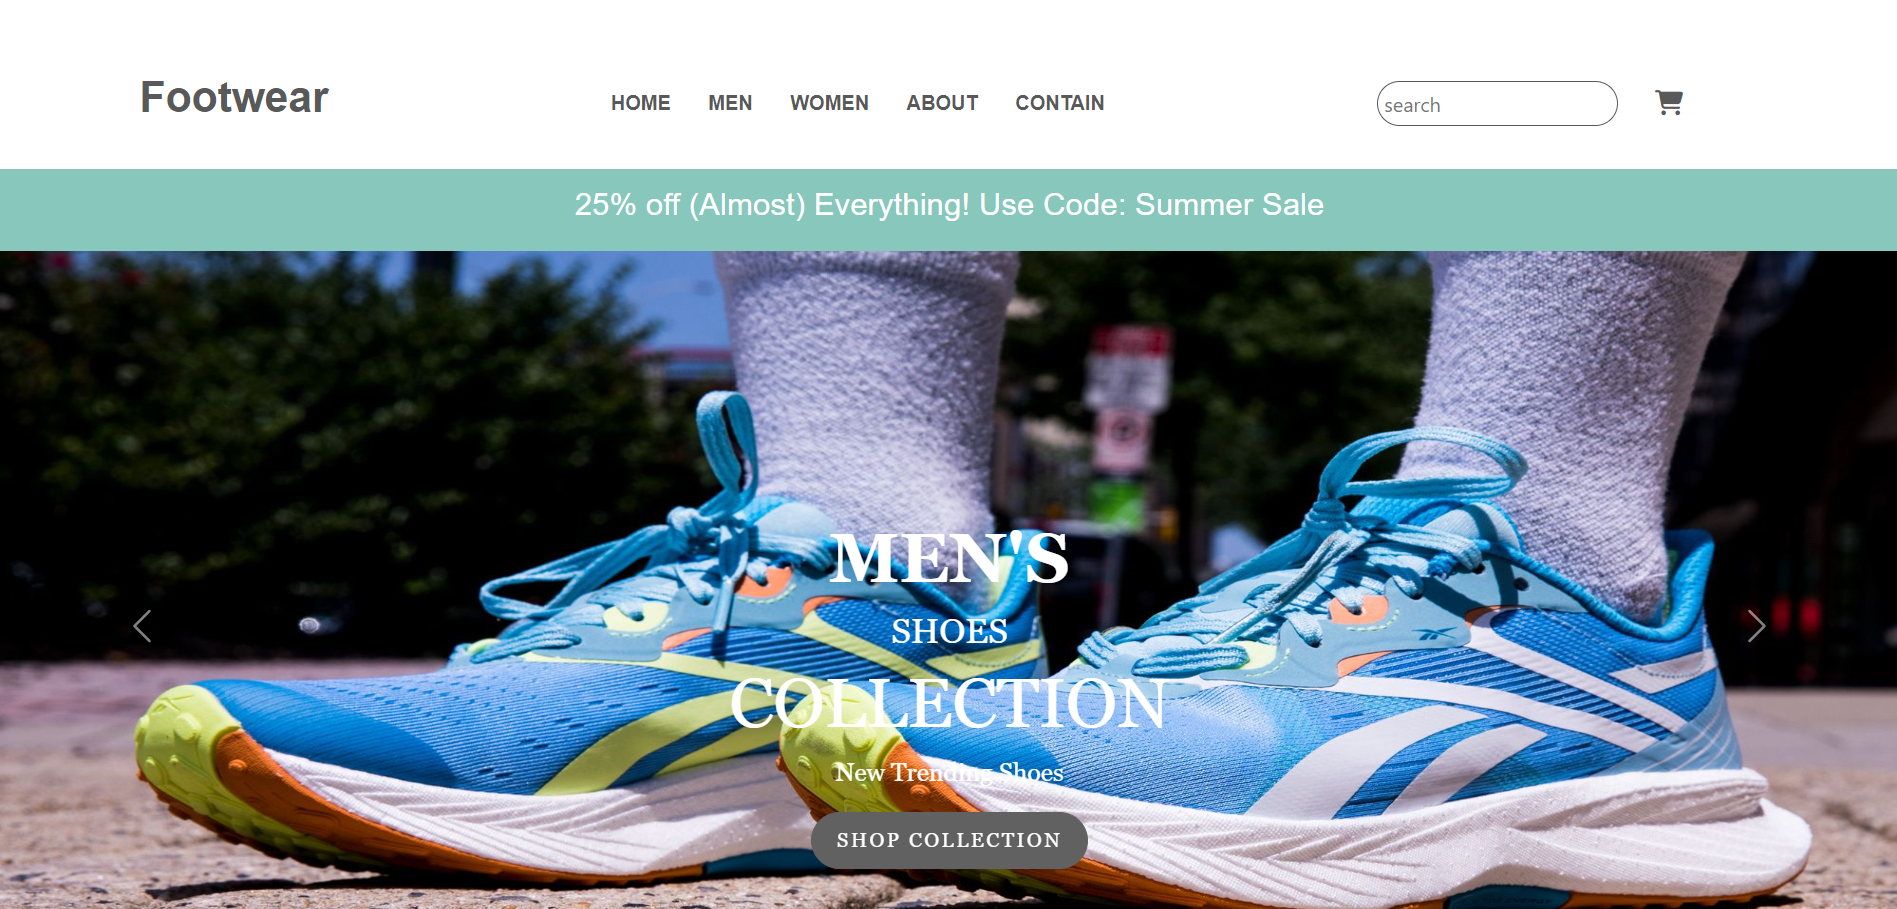 Footwear
HOME MEN WOMEN ABOUT CONTAIN
search
25% off (Almost) Everything! Use Code: Summer Sale
MEN'S
SHOES
COLLECTION
New Trending Shoes
SHOP COLLECTION